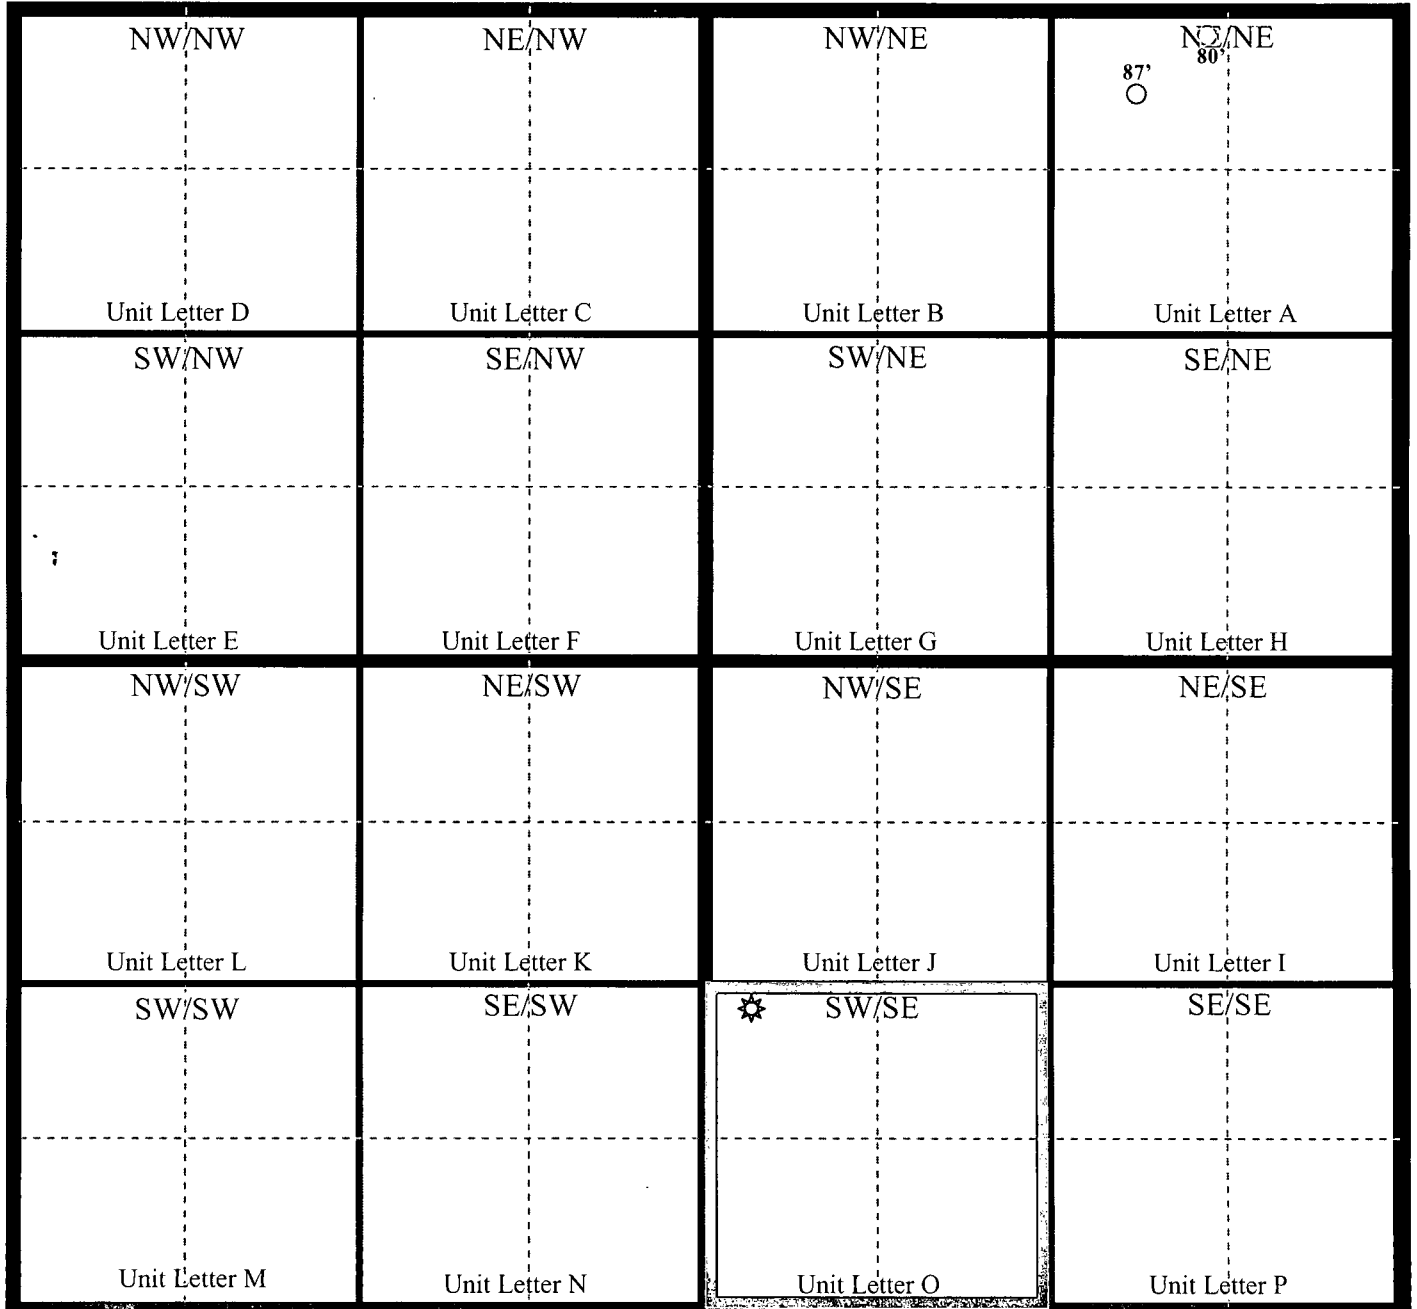 NW/NW
NE/NW
NW/NE
NE/NE
80'
87'
Unit Letter D
Unit Letter C
Unit Letter B
Unit Letter A
SW/NW
SE/NW
SW/NE
SE/NE
Unit Letter E
Unit Letter F
Unit Letter G
Unit Letter H
NW/SW
NE/SW
NW/SE
NE/SE
Unit Letter L
Unit Letter K
Unit Letter J
Unit Letter I
SW/SW
SE/SW
SW/SE
SE/SE
Unit Letter M
Unit Letter N
Unit Letter O
Unit Letter P